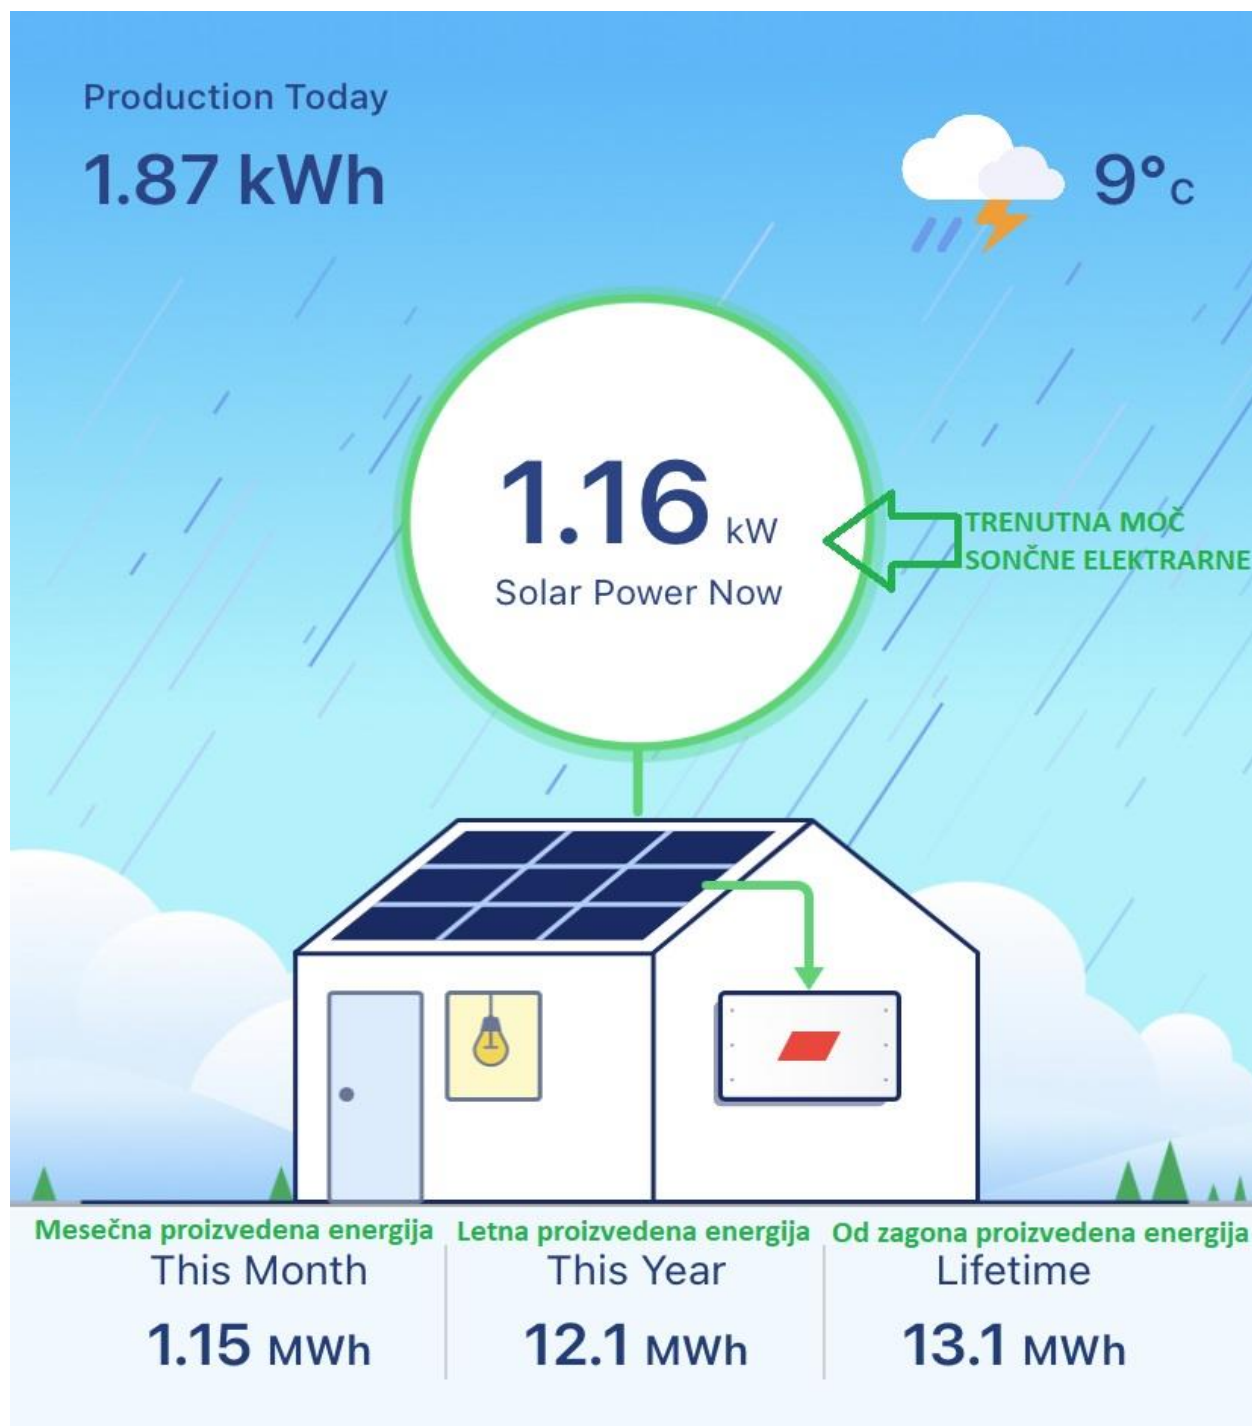 Production Today
1.87 kWh
9°c
1.16 kW
Solar Power Now
TRENUTNA MOČ
SONČNE ELEKTRARNE
Mesečna proizvedena energija
This Month
1.15 MWh
Letna proizvedena energija
This Year
12.1 MWh
Od zagona proizvedena energija
Lifetime
13.1 MWh